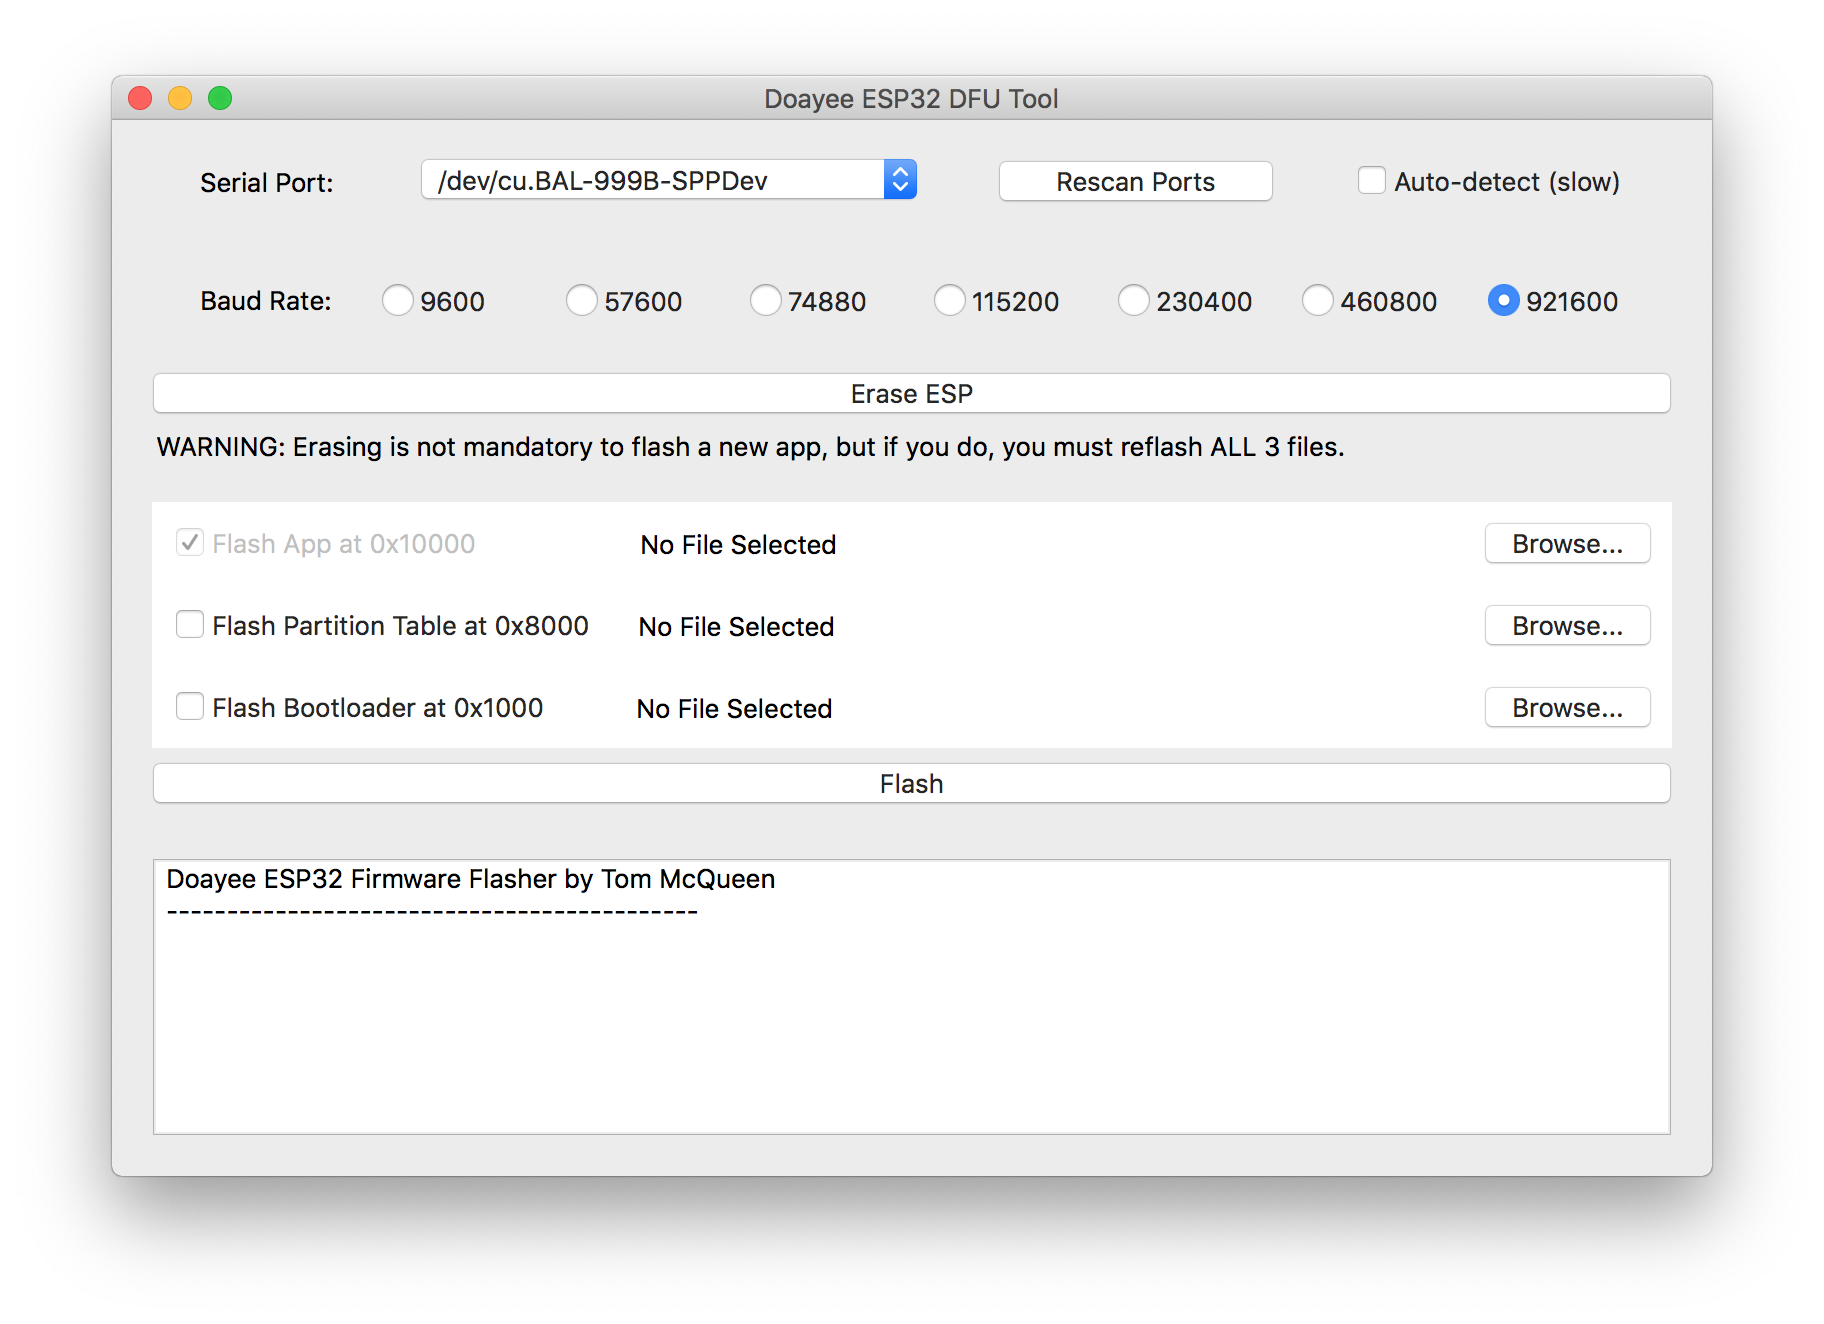 Doayee ESP32 DFU Tool
Serial Port: /dev/cu.BAL-999B-SPPDev Rescan Ports Auto-detect (slow)
Baud Rate: 9600 57600 74880 115200 230400 460800 921600
Erase ESP
WARNING: Erasing is not mandatory to flash a new app, but if you do, you must reflash ALL 3 files.
Flash App at 0x10000 No File Selected Browse...
Flash Partition Table at 0x8000 No File Selected Browse...
Flash Bootloader at 0x1000 No File Selected Browse...
Flash
Doayee ESP32 Firmware Flasher by Tom McQueen
--------------------------------------------